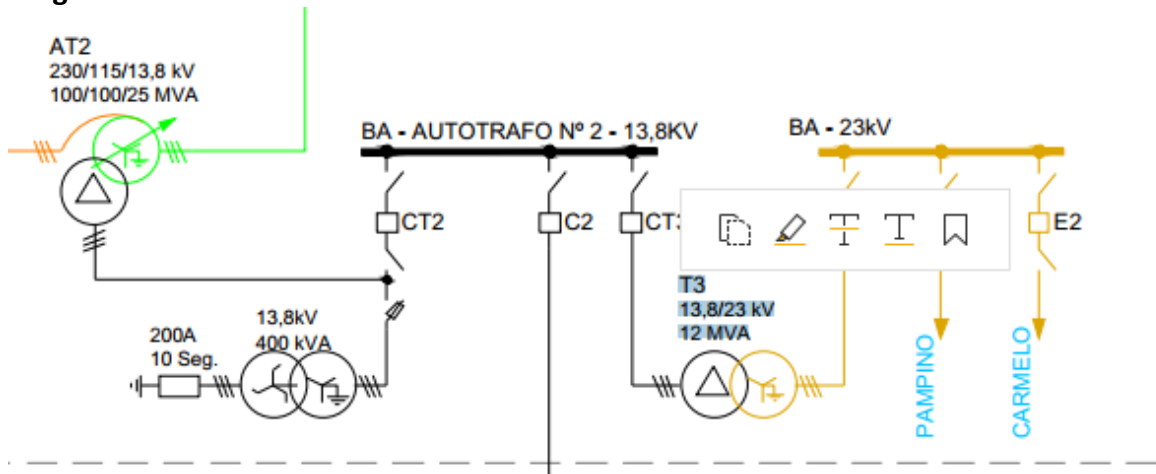 AT2
230/115/13,8 kV
100/100/25 MVA
BA - AUTOTRAFO Nº 2 - 13,8KV
BA - 23kV
CT2
C2
E2
T3
13,8/23 kV
12 MVA
13,8kV
400 kVA
200A
10 Seg.
PAMPINO
CARMELO